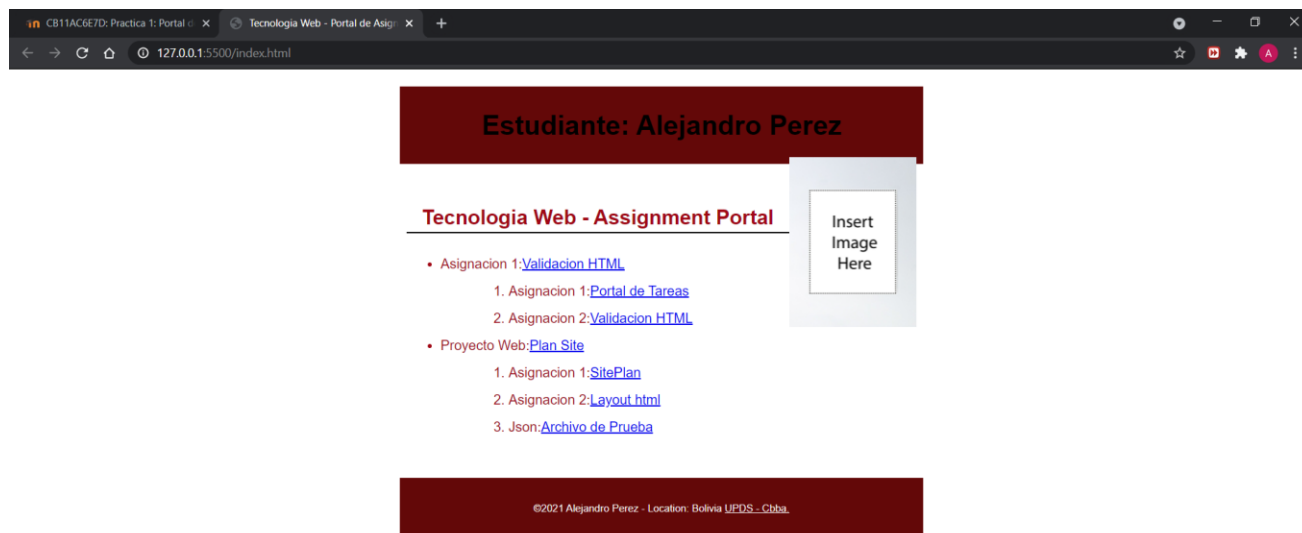 CB11AC6E7D: Practica 1: Portal d
Tecnologia Web - Portal de Asign
127.0.0.1:5500/index.html
A
Estudiante: Alejandro Perez
Tecnologia Web - Assignment Portal
Insert
Image
Here
• Asignacion 1:Validacion HTML
1. Asignacion 1:Portal de Tareas
2. Asignacion 2:Validacion HTML
• Proyecto Web:Plan Site
1. Asignacion 1:SitePlan
2. Asignacion 2:Layout html
3. Json:Archivo de Prueba
©2021 Alejandro Perez - Location: Bolivia UPDS - Cbba.